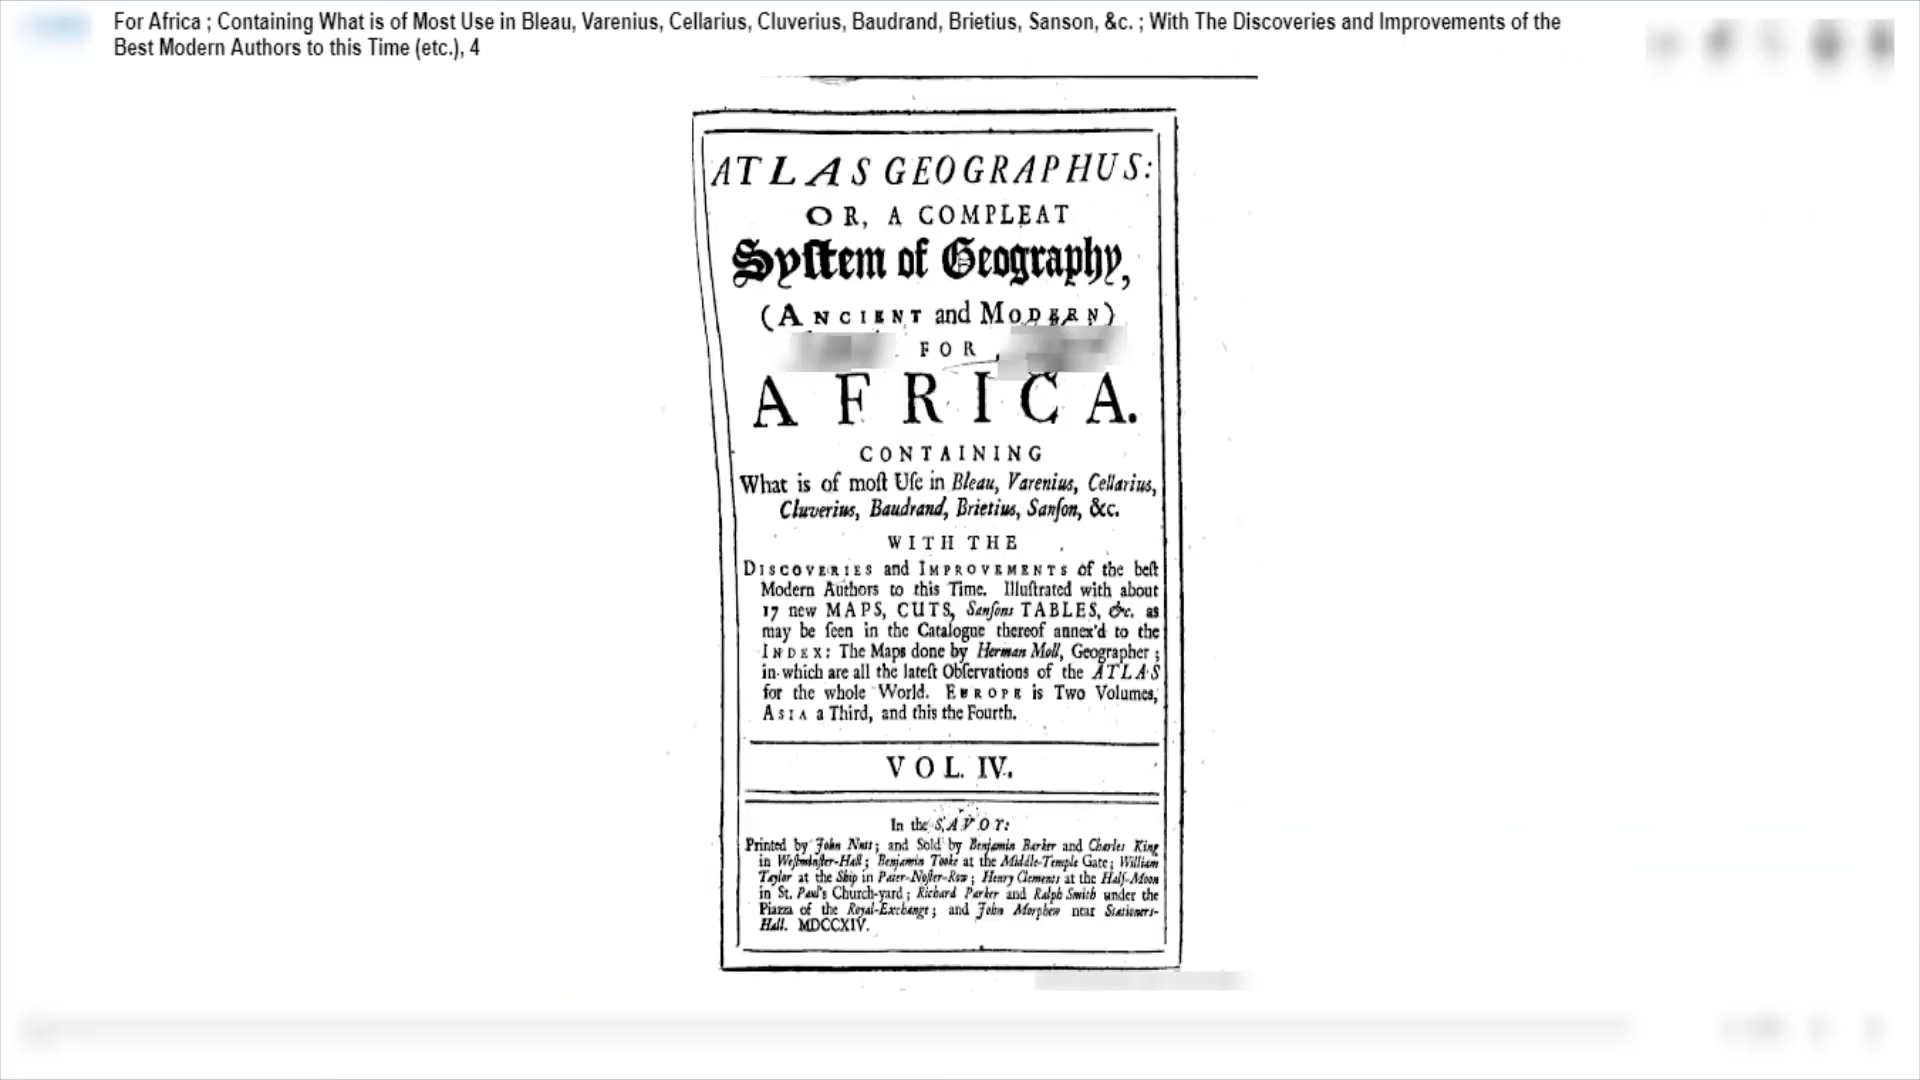 For Africa ; Containing What is of Most Use in Bleau, Varenius, Cellarius, Cluverius, Baudrand, Brietius, Sanson, &c. ; With The Discoveries and Improvements of the
Best Modern Authors to this Time (etc.), 4
ATLAS GEOGRAPHUS:
OR, A COMPLEAT
Syſtem of Geography,
(ANCIENT and MODERN)
FOR
AFRICA.
CONTAINING
What is of moſt Uſe in Bleau, Varenius, Cellarius,
Cluverius, Baudrand, Brietius, Sanſon, &c.
WITH THE
DISCOVERIES and IMPROVEMENTS of the beſt
Modern Authors to this Time. Illuſtrated with about
17 new MAPS, CUTS, Sanſons TABLES, &c. as
may be ſeen in the Catalogue thereof annex'd to the
INDEX: The Maps done by Herman Moll, Geographer;
in which are all the lateſt Obſervations of the ATLAS
for the whole World. EUROPE is Two Volumes,
ASIA a Third, and this the Fourth.
VOL. IV.
In the SAVOY:
Printed by John Nutt; and Sold by Benjamin Barker and Charles King
in Weſtminſter-Hall; Benjamin Tooke at the Middle-Temple Gate; William
Taylor at the Ship in Pater-Noſter-Row; Henry Clements at the Half-Moon
in St. Paul's Church-yard; Richard Parker and Ralph Smith under the
Piazza of the Royal-Exchange; and John Morphew near Stationers-
Hall. MDCCXIV.